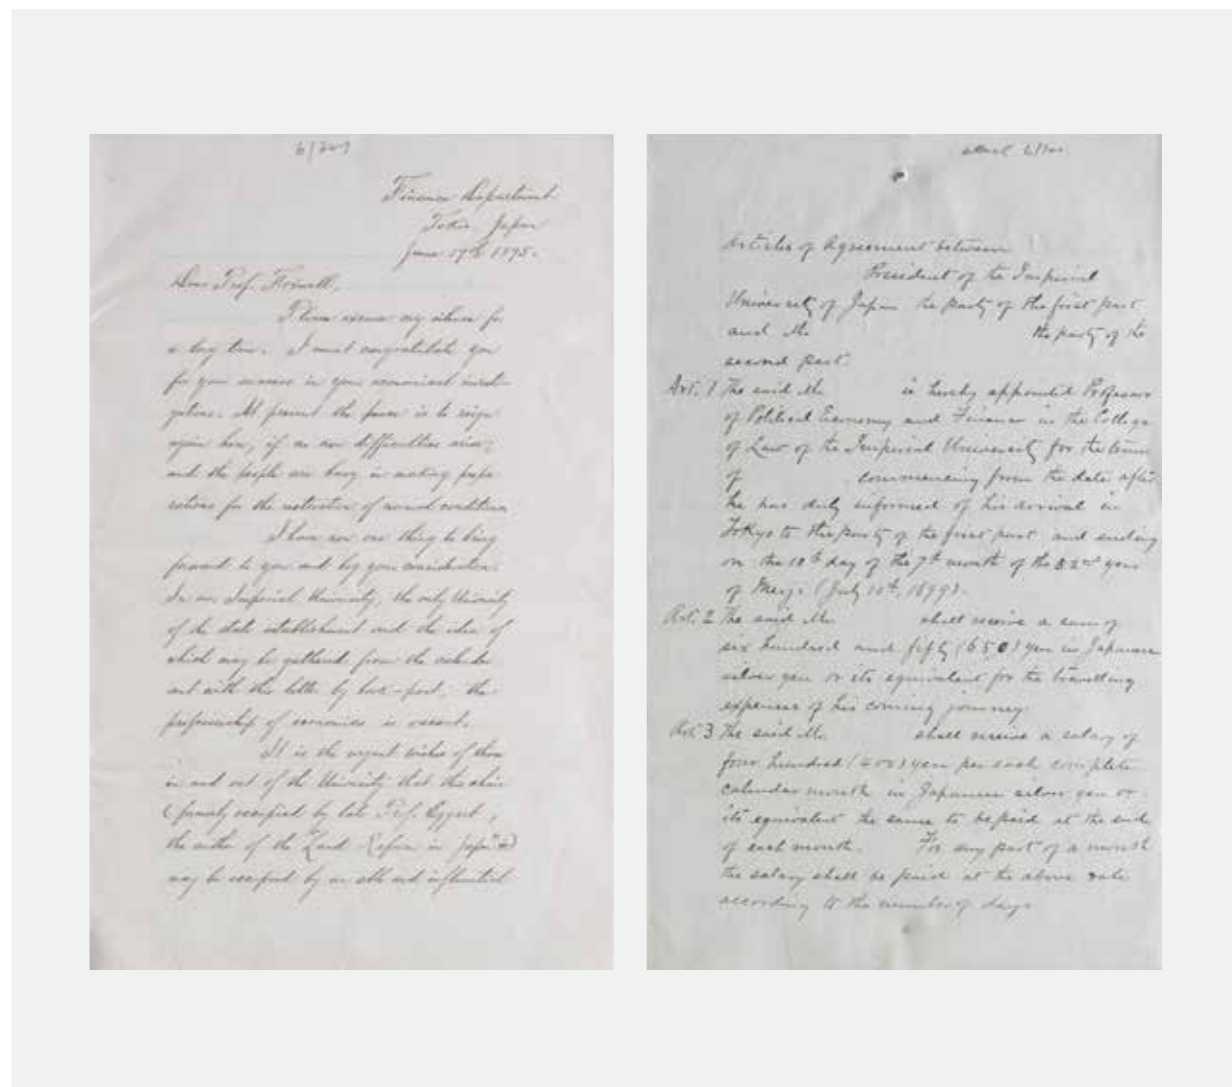 6/307
Finance Department
Tokio Japan
June 19th 1895.
Dear Prof. Foxwell,
Please excuse my silence for
a long time. I must congratulate you
for your success in your economical investi-
gations. At present the peace is to reign
again here, if no new difficulties arise,
and the people are busy in making prepa-
rations for the restoration of normal conditions.
I have now one thing to bring
forward to you and beg your consideration.
In our Imperial University, the only University
of the state establishment and the idea of
which may be gathered from the calendar
sent with this letter by book-post, the
professorship of economics is vacant.
It is the urgent wishes of those
in and out of the University that this chair
(formerly occupied by late Prof. Eggert,
the author of the Land Reform in Japan)
may be occupied by an able and influential
6/307
Articles of Agreement between
President of the Imperial
University of Japan the party of the first part
and Mr. the party of the
second part.
Art. 1 The said Mr. is hereby appointed Professor
of Political Economy and Finance in the College
of Law of the Imperial University for the term
of commencing from the date after
he has duly informed of his arrival in
Tokyo to the party of the first part and ending
on the 10th day of the 7th month of the 32nd year
of Meiji (July 10th, 1899).
Art. 2 The said Mr. shall receive a sum of
six hundred and fifty (650) yen in Japanese
silver yen or its equivalent for the travelling
expenses of his coming journey
Art. 3 The said Mr. shall receive a salary of
four hundred (400) yen per each complete
calendar month in Japanese silver yen or
its equivalent the same to be paid at the end
of each month. For any part of a month
the salary shall be paid at the above rate
according to the number of days